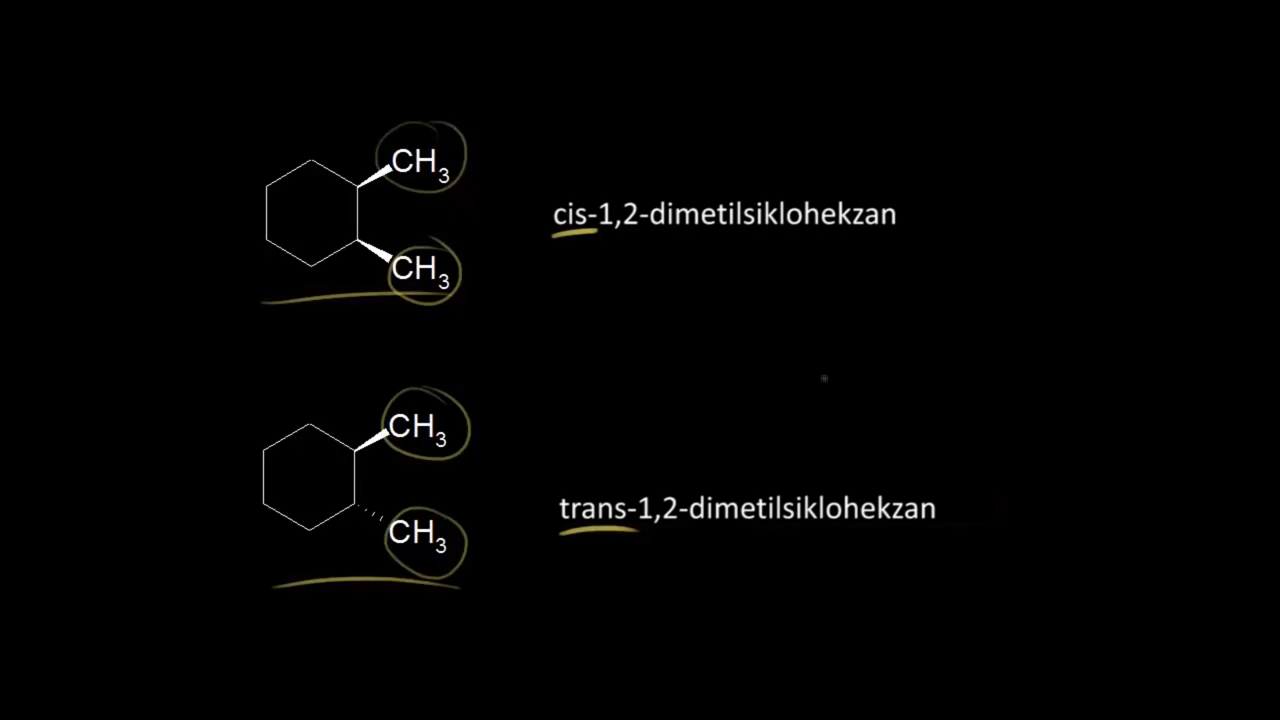 CH3
cis-1,2-dimetilsiklohekzan
CH3
CH3
trans-1,2-dimetilsiklohekzan
CH3